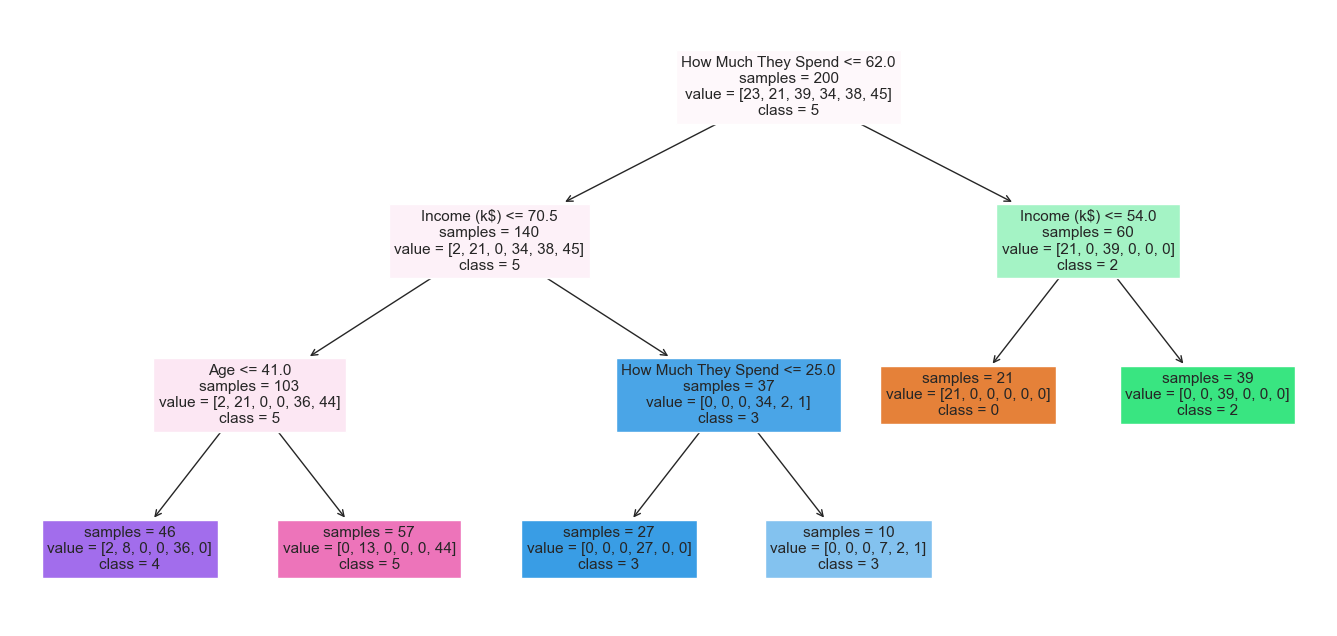 How Much They Spend <= 62.0
samples = 200
value = [23, 21, 39, 34, 38, 45]
class = 5
Income (k$) <= 70.5
samples = 140
value = [2, 21, 0, 34, 38, 45]
class = 5
Income (k$) <= 54.0
samples = 60
value = [21, 0, 39, 0, 0, 0]
class = 2
Age <= 41.0
samples = 103
value = [2, 21, 0, 0, 36, 44]
class = 5
How Much They Spend <= 25.0
samples = 37
value = [0, 0, 0, 34, 2, 1]
class = 3
samples = 21
value = [21, 0, 0, 0, 0, 0]
class = 0
samples = 39
value = [0, 0, 39, 0, 0, 0]
class = 2
samples = 46
value = [2, 8, 0, 0, 36, 0]
class = 4
samples = 57
value = [0, 13, 0, 0, 0, 44]
class = 5
samples = 27
value = [0, 0, 0, 27, 0, 0]
class = 3
samples = 10
value = [0, 0, 0, 7, 2, 1]
class = 3